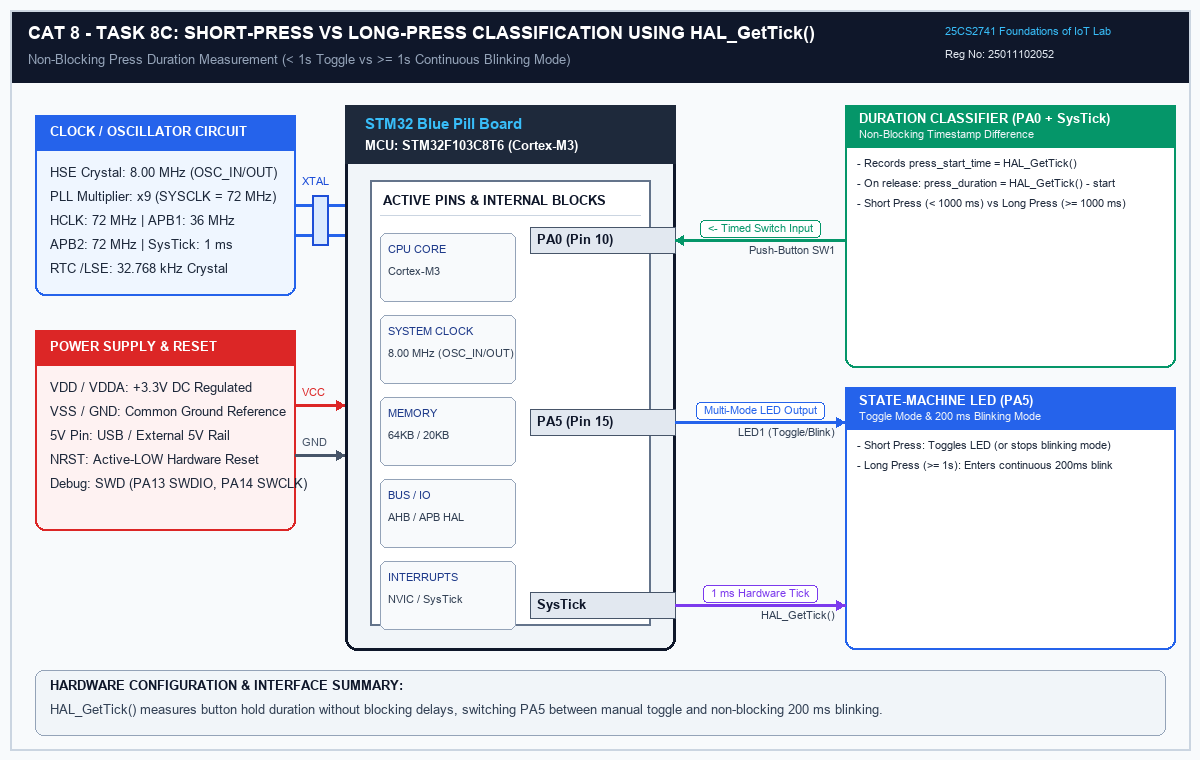 CAT 8 - TASK 8C: SHORT-PRESS VS LONG-PRESS CLASSIFICATION USING HAL_GetTick()
Non-Blocking Press Duration Measurement (< 1s Toggle vs >= 1s Continuous Blinking Mode)
25CS2741 Foundations of IoT Lab
Reg No: 25011102052
CLOCK / OSCILLATOR CIRCUIT
HSE Crystal: 8.00 MHz (OSC_IN/OUT)
PLL Multiplier: x9 (SYSCLK = 72 MHz)
HCLK: 72 MHz | APB1: 36 MHz
APB2: 72 MHz | SysTick: 1 ms
RTC /LSE: 32.768 kHz Crystal
XTAL
POWER SUPPLY & RESET
VDD / VDDA: +3.3V DC Regulated
VSS / GND: Common Ground Reference
5V Pin: USB / External 5V Rail
NRST: Active-LOW Hardware Reset
Debug: SWD (PA13 SWDIO, PA14 SWCLK)
VCC
GND
STM32 Blue Pill Board
MCU: STM32F103C8T6 (Cortex-M3)
ACTIVE PINS & INTERNAL BLOCKS
CPU CORE
Cortex-M3
SYSTEM CLOCK
8.00 MHz (OSC_IN/OUT)
MEMORY
64KB / 20KB
BUS / IO
AHB / APB HAL
INTERRUPTS
NVIC / SysTick
PA0 (Pin 10)
PA5 (Pin 15)
SysTick
<- Timed Switch Input
Push-Button SW1
Multi-Mode LED Output
LED1 (Toggle/Blink)
1 ms Hardware Tick
HAL_GetTick()
DURATION CLASSIFIER (PA0 + SysTick)
Non-Blocking Timestamp Difference
- Records press_start_time = HAL_GetTick()
- On release: press_duration = HAL_GetTick() - start
- Short Press (< 1000 ms) vs Long Press (>= 1000 ms)
STATE-MACHINE LED (PA5)
Toggle Mode & 200 ms Blinking Mode
- Short Press: Toggles LED (or stops blinking mode)
- Long Press (>= 1s): Enters continuous 200ms blink
HARDWARE CONFIGURATION & INTERFACE SUMMARY:
HAL_GetTick() measures button hold duration without blocking delays, switching PA5 between manual toggle and non-blocking 200 ms blinking.